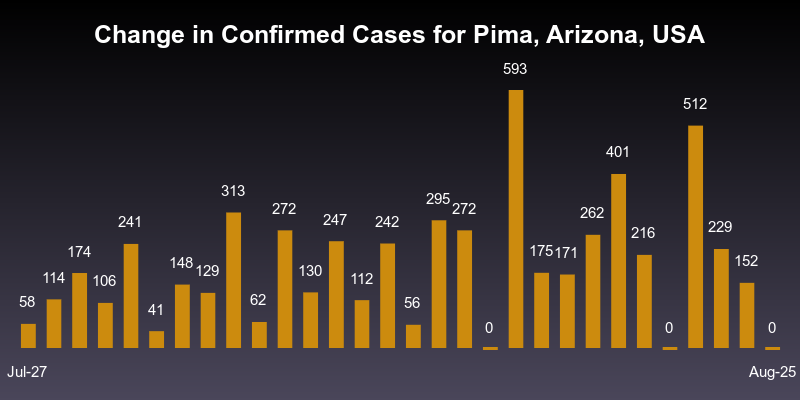 Change in Confirmed Cases for Pima, Arizona, USA
58 114 174 106 241 41 148 129 313 62 272 130 247 112 242 56 295 272 0 593 175 171 262 401 216 0 512 229 152 0
Jul-27 Aug-25